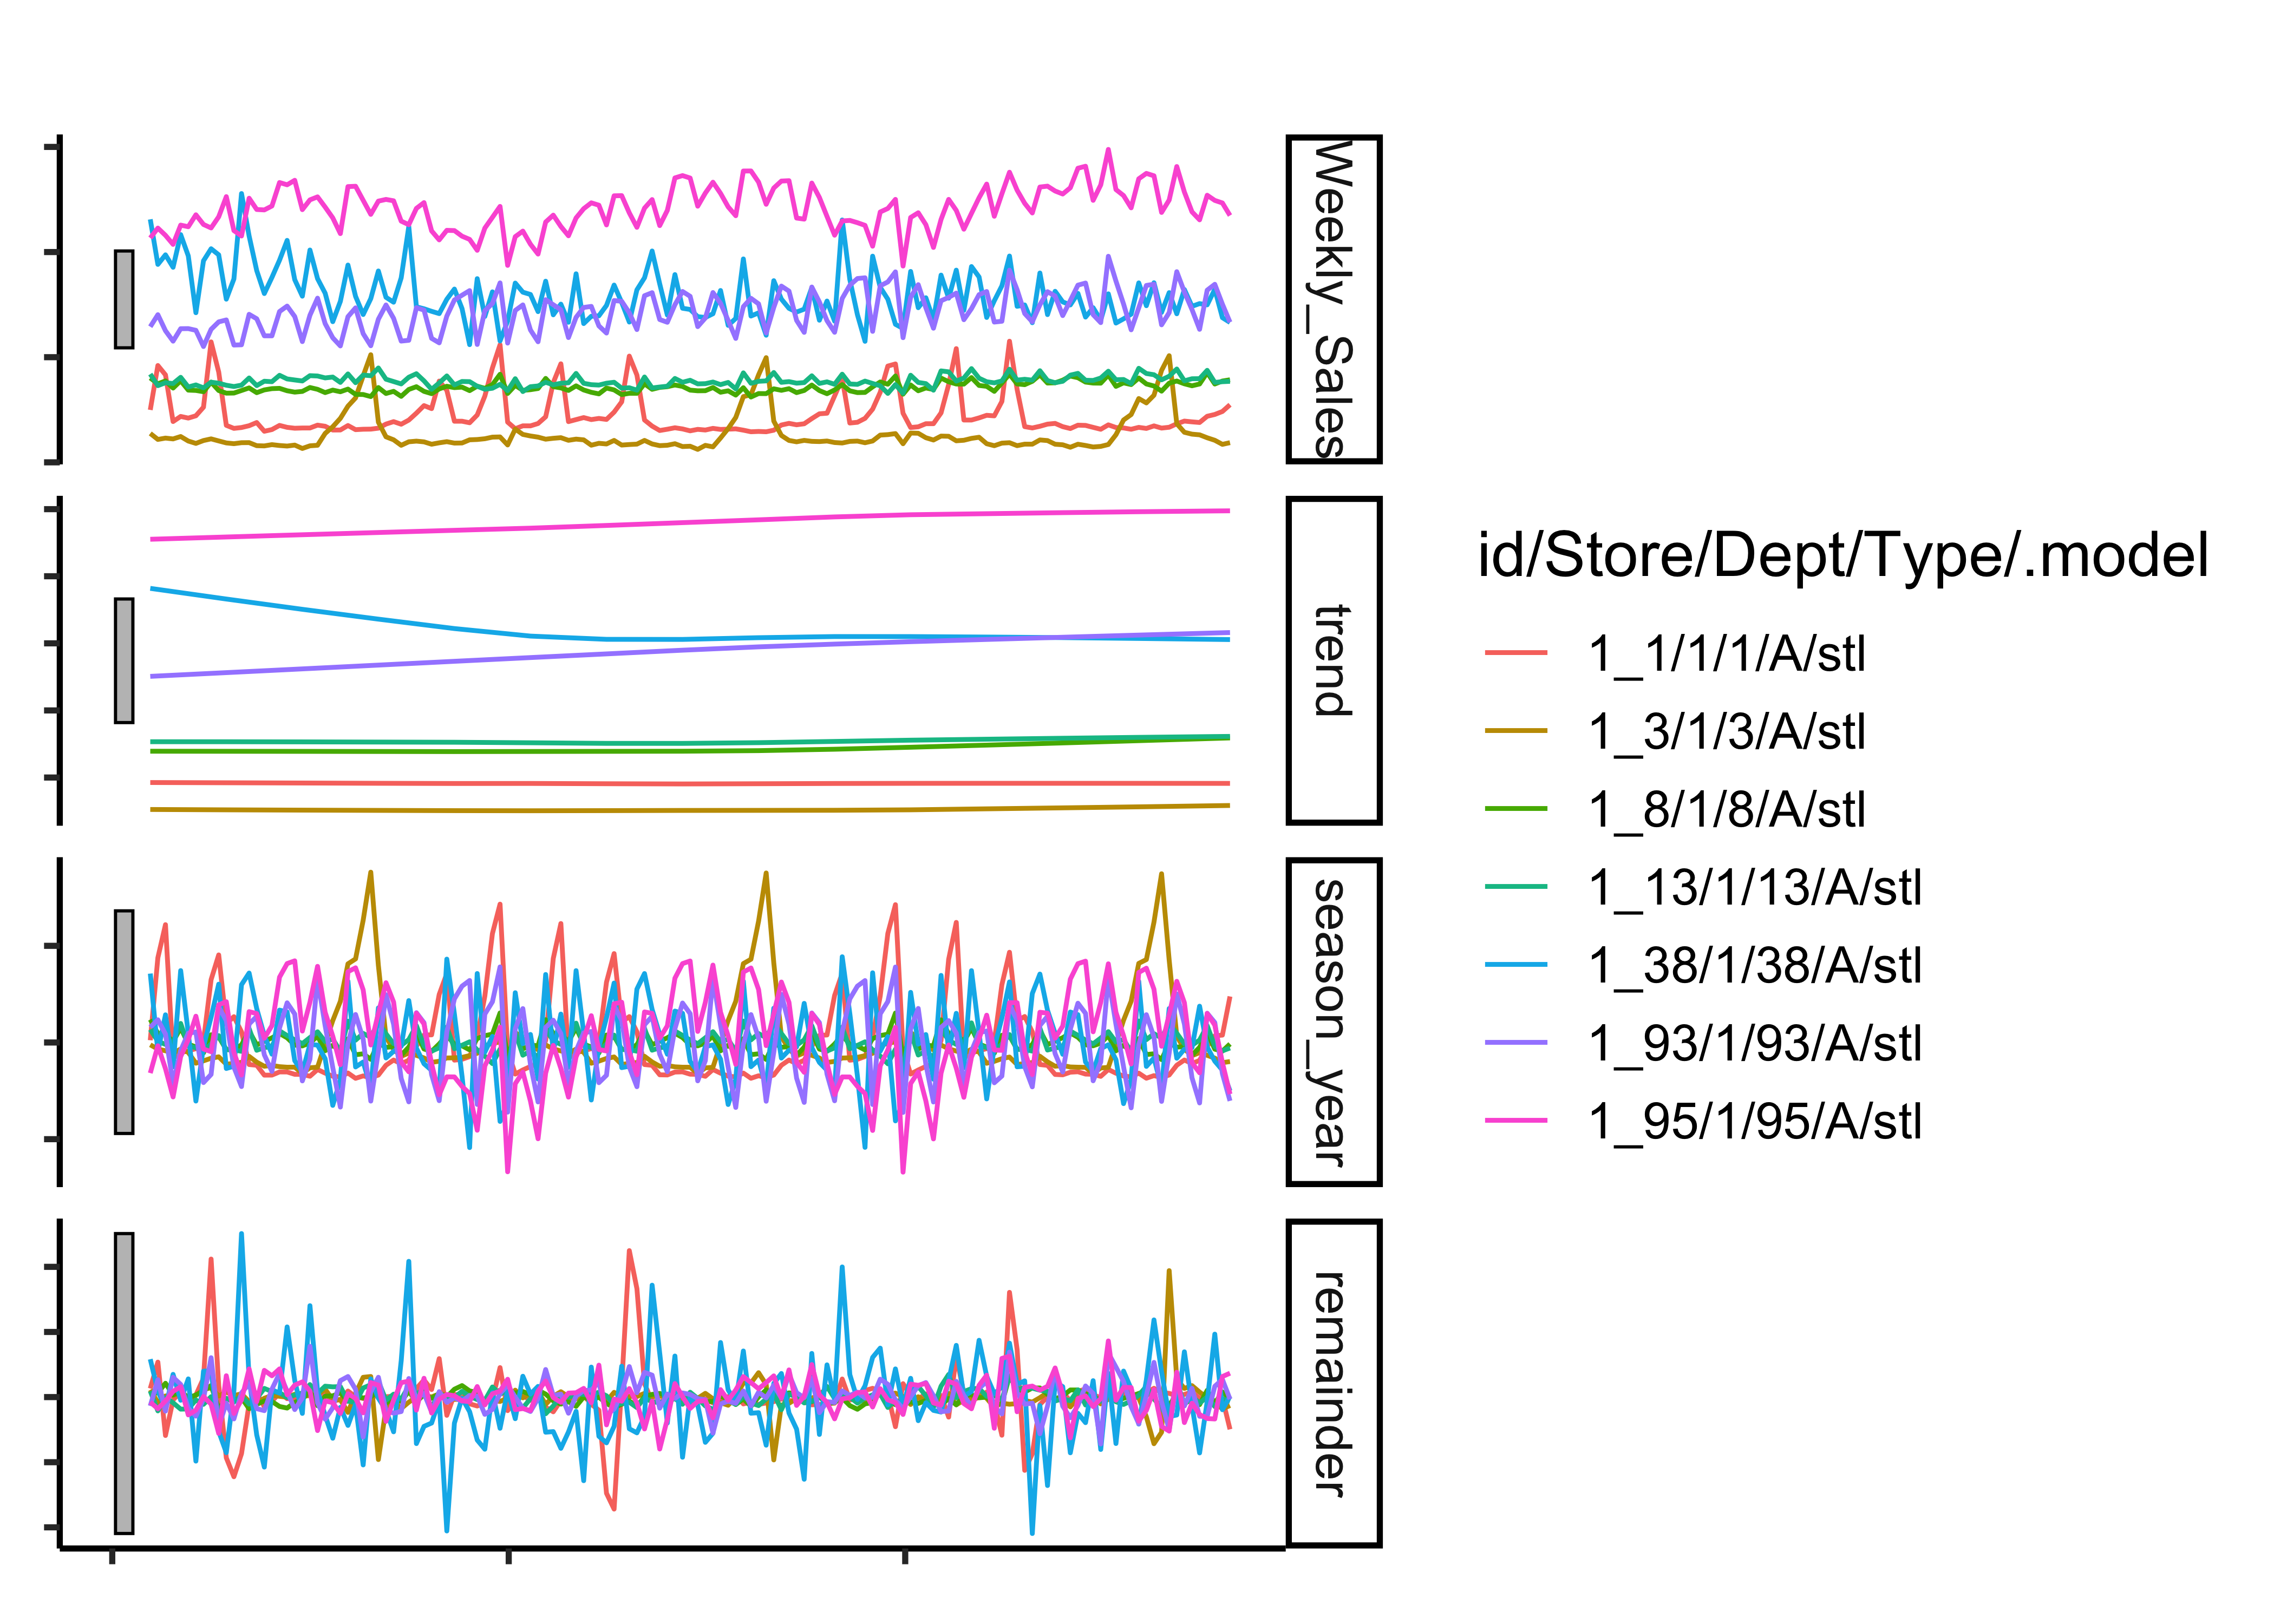 Weekly_Sales
trend
season_year
remainder
id/Store/Dept/Type/.model
1_1/1/1/A/stl
1_3/1/3/A/stl
1_8/1/8/A/stl
1_13/1/13/A/stl
1_38/1/38/A/stl
1_93/1/93/A/stl
1_95/1/95/A/stl